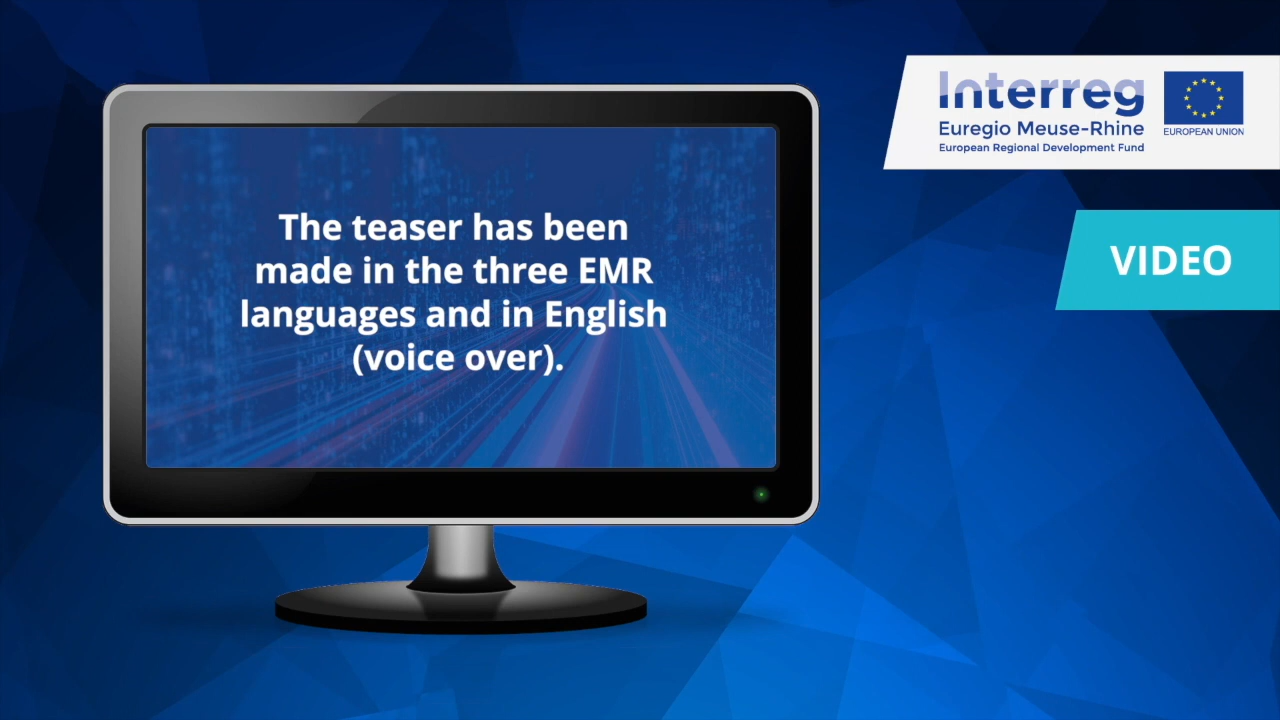 The teaser has been
made in the three EMR
languages and in English
(voice over).
Interreg
Euregio Meuse-Rhine
European Regional Development Fund
EUROPEAN UNION
VIDEO